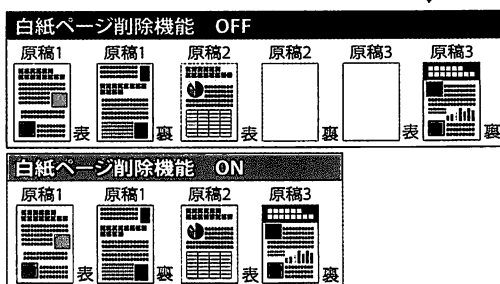 白紙ページ削除機能 OFF
原稿1 原稿1 原稿2 原稿2 原稿3 原稿3
表 裏 表 裏 表 裏
白紙ページ削除機能 ON
原稿1 原稿1 原稿2 原稿3
表 裏 表 裏